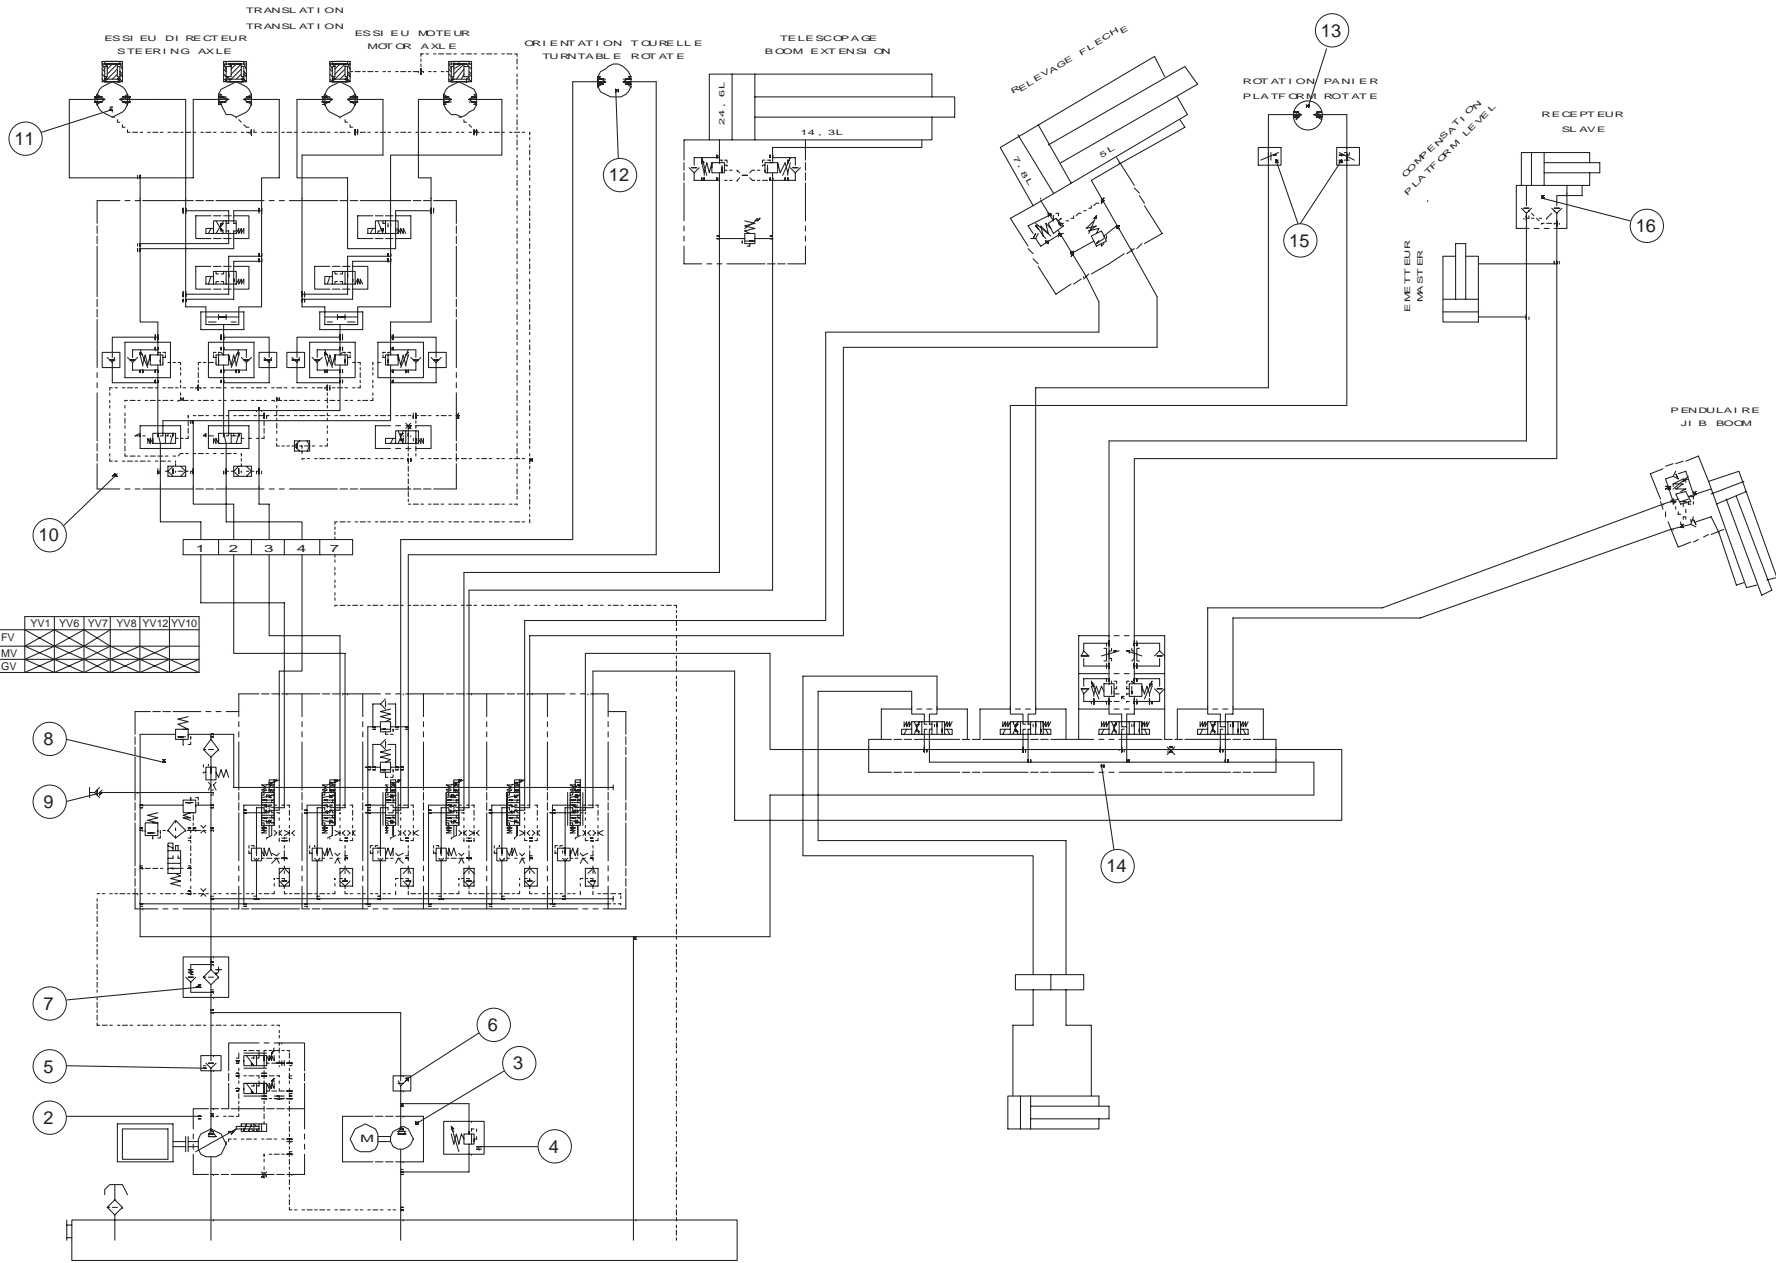 TRANSLATION
TRANSLATION
ESSIEU DIRECTEUR
STEERING AXLE
ESSIEU MOTEUR
MOTOR AXLE
ORIENTATION TOURELLE
TURNTABLE ROTATE
TELESCOPAGE
BOOM EXTENSION
24, 6L
14, 3L
RELEVAGE FLECHE
7, 8L
5L
13
ROTATION PANIER
PLATFORM ROTATE
COMPENSATION
PLATFORM LEVEL
RECEPTEUR
SLAVE
11
12
15
16
EMETTEUR
MASTER
PENDULAIRE
JIB BOOM
10
1 2 3 4 7
YV1 YV6 YV7 YV8 YV12 YV10
FV
MV
GV
8
9
14
7
6
5
3
2
M
4